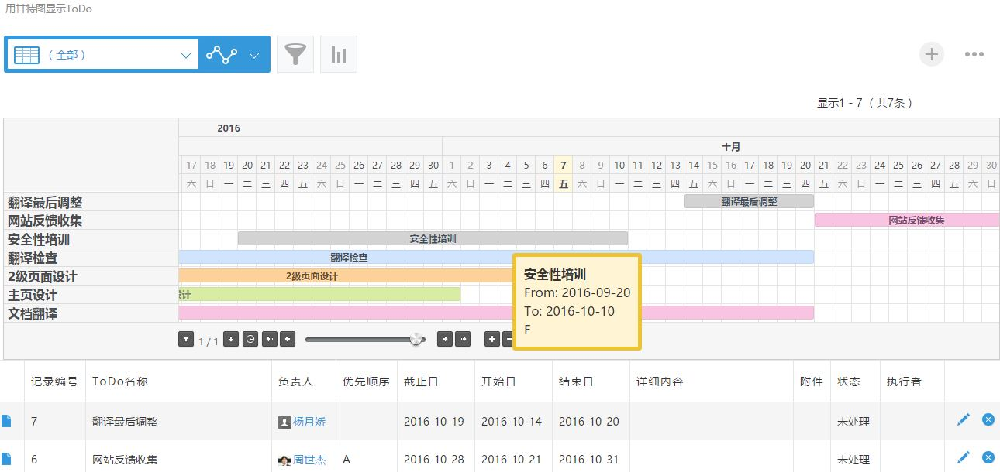 用甘特图显示ToDo
（全部）
显示1 - 7（共7条）
2016
十月
17 18 19 20 21 22 23 24 25 26 27 28 29 30 1 2 3 4 5 6 7 8 9 10 11 12 13 14 15 16 17 18 19 20 21 22 23 24 25 26 27 28 29 30
六 日 一 二 三 四 五 六 日 一 二 三 四 五 六 日 一 二 三 四 五 六 日 一 二 三 四 五 六 日 一 二 三 四 五 六 日 一 二 三 四 五 六 日
翻译最后调整 翻译最后调整
网站反馈收集 网站反馈收集
安全性培训 安全性培训
翻译检查 翻译检查
2级页面设计 2级页面设计
主页设计 设计
文档翻译
安全性培训
From: 2016-09-20
To: 2016-10-10
F
1 / 1
记录编号 ToDo名称 负责人 优先顺序 截止日 开始日 结束日 详细内容 附件 状态 执行者
7 翻译最后调整 杨月娇 2016-10-19 2016-10-14 2016-10-20 未处理
6 网站反馈收集 周世杰 A 2016-10-28 2016-10-21 2016-10-31 未处理